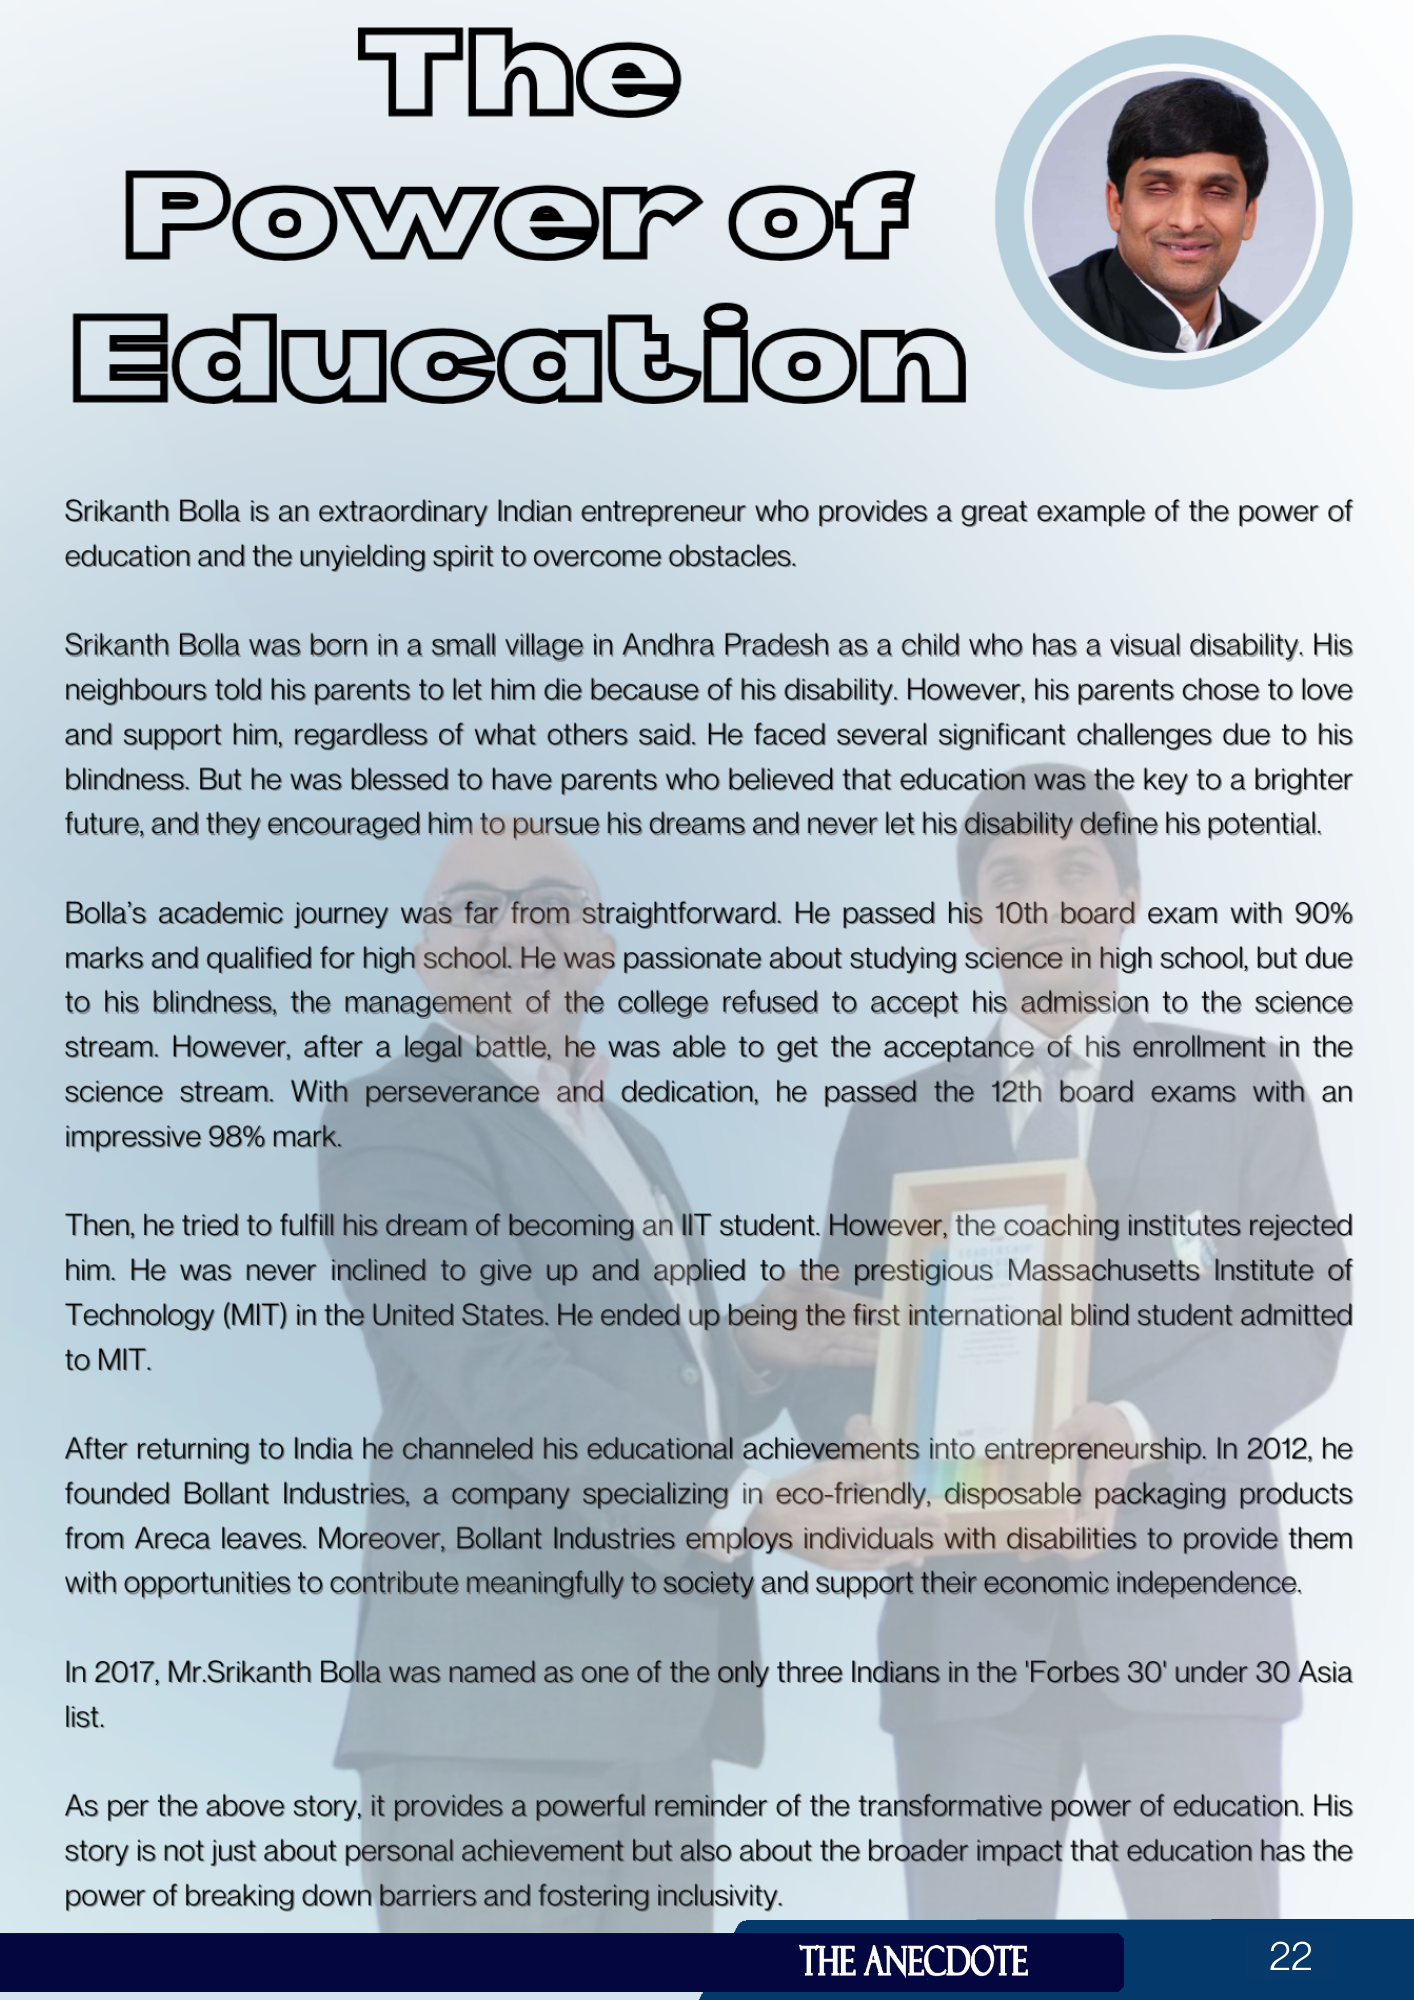 The
Power of
Education
Srikanth Bolla is an extraordinary Indian entrepreneur who provides a great example of the power of
education and the unyielding spirit to overcome obstacles.
Srikanth Bolla was born in a small village in Andhra Pradesh as a child who has a visual disability. His
neighbours told his parents to let him die because of his disability. However, his parents chose to love
and support him, regardless of what others said. He faced several significant challenges due to his
blindness. But he was blessed to have parents who believed that education was the key to a brighter
future, and they encouraged him to pursue his dreams and never let his disability define his potential.
Bolla’s academic journey was far from straightforward. He passed his 10th board exam with 90%
marks and qualified for high school. He was passionate about studying science in high school, but due
to his blindness, the management of the college refused to accept his admission to the science
stream. However, after a legal battle, he was able to get the acceptance of his enrollment in the
science stream. With perseverance and dedication, he passed the 12th board exams with an
impressive 98% mark.
Then, he tried to fulfill his dream of becoming an IIT student. However, the coaching institutes rejected
him. He was never inclined to give up and applied to the prestigious Massachusetts Institute of
Technology (MIT) in the United States. He ended up being the first international blind student admitted
to MIT.
After returning to India he channeled his educational achievements into entrepreneurship. In 2012, he
founded Bollant Industries, a company specializing in eco-friendly, disposable packaging products
from Areca leaves. Moreover, Bollant Industries employs individuals with disabilities to provide them
with opportunities to contribute meaningfully to society and support their economic independence.
In 2017, Mr.Srikanth Bolla was named as one of the only three Indians in the 'Forbes 30' under 30 Asia
list.
As per the above story, it provides a powerful reminder of the transformative power of education. His
story is not just about personal achievement but also about the broader impact that education has the
power of breaking down barriers and fostering inclusivity.
THE ANECDOTE
22